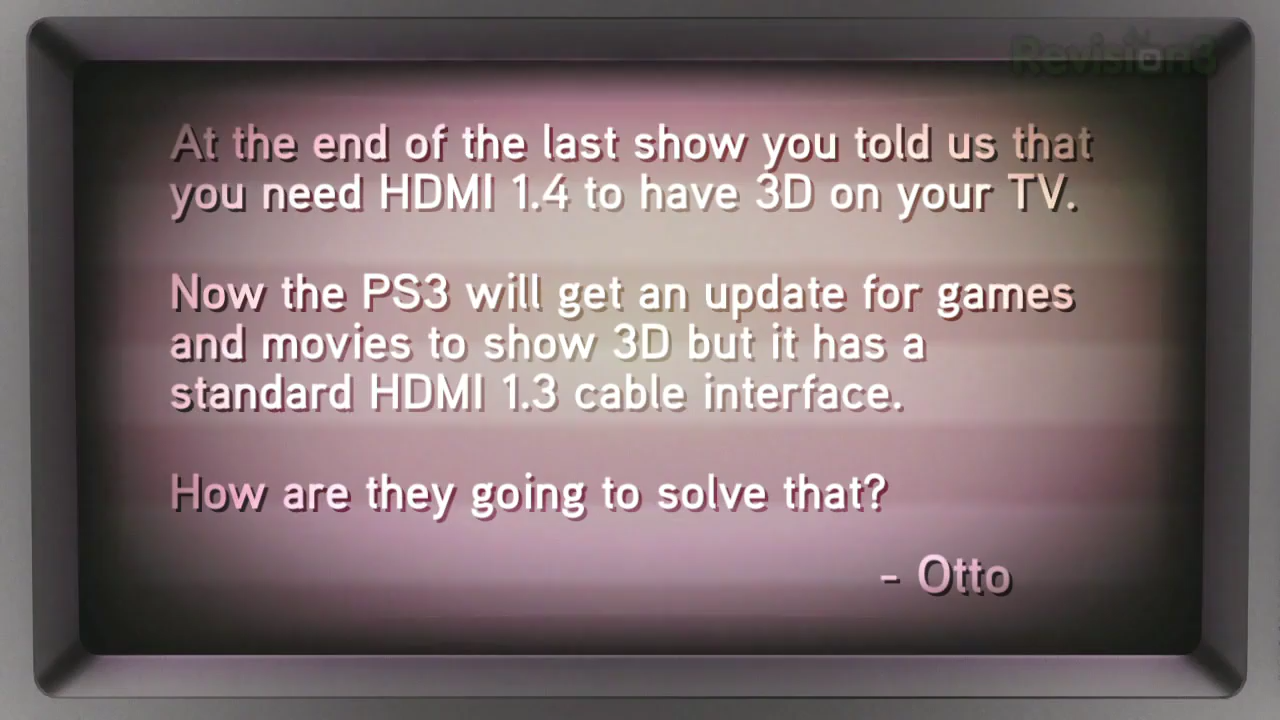 Revision3
At the end of the last show you told us that
you need HDMI 1.4 to have 3D on your TV.
Now the PS3 will get an update for games
and movies to show 3D but it has a
standard HDMI 1.3 cable interface.
How are they going to solve that?
- Otto